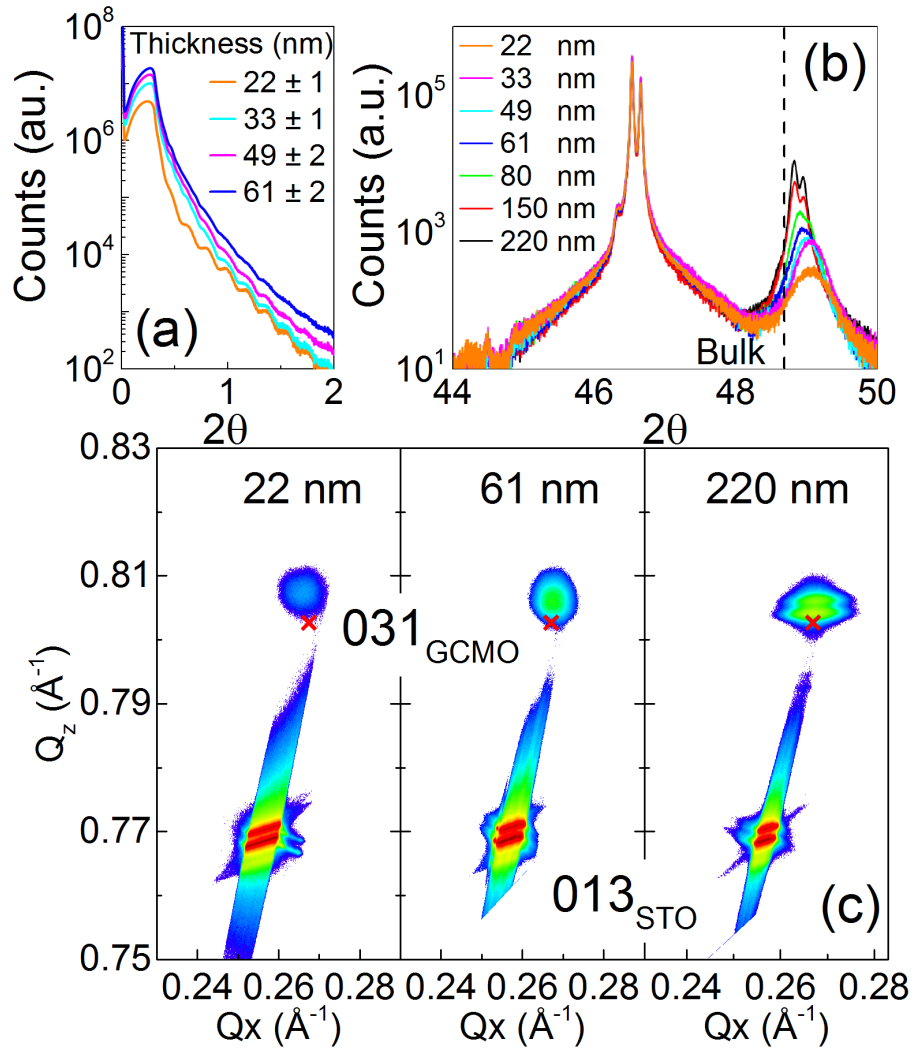 Counts (au.)
10^8
10^6
10^4
10^2
Thickness (nm)
22 ± 1
33 ± 1
49 ± 2
61 ± 2
(a)
0 1 2
2θ
Counts (a.u.)
10^5
10^3
10^1
22 nm
33 nm
49 nm
61 nm
80 nm
150 nm
220 nm
(b)
Bulk
44 46 48 50
2θ
Q_z (Å^-1)
0.83
0.81
0.79
0.77
0.75
22 nm 61 nm 220 nm
031_GCMO
013_STO
(c)
0.24 0.26 0.28 0.24 0.26 0.28 0.24 0.26 0.28
Qx (Å^-1) Qx (Å^-1) Qx (Å^-1)